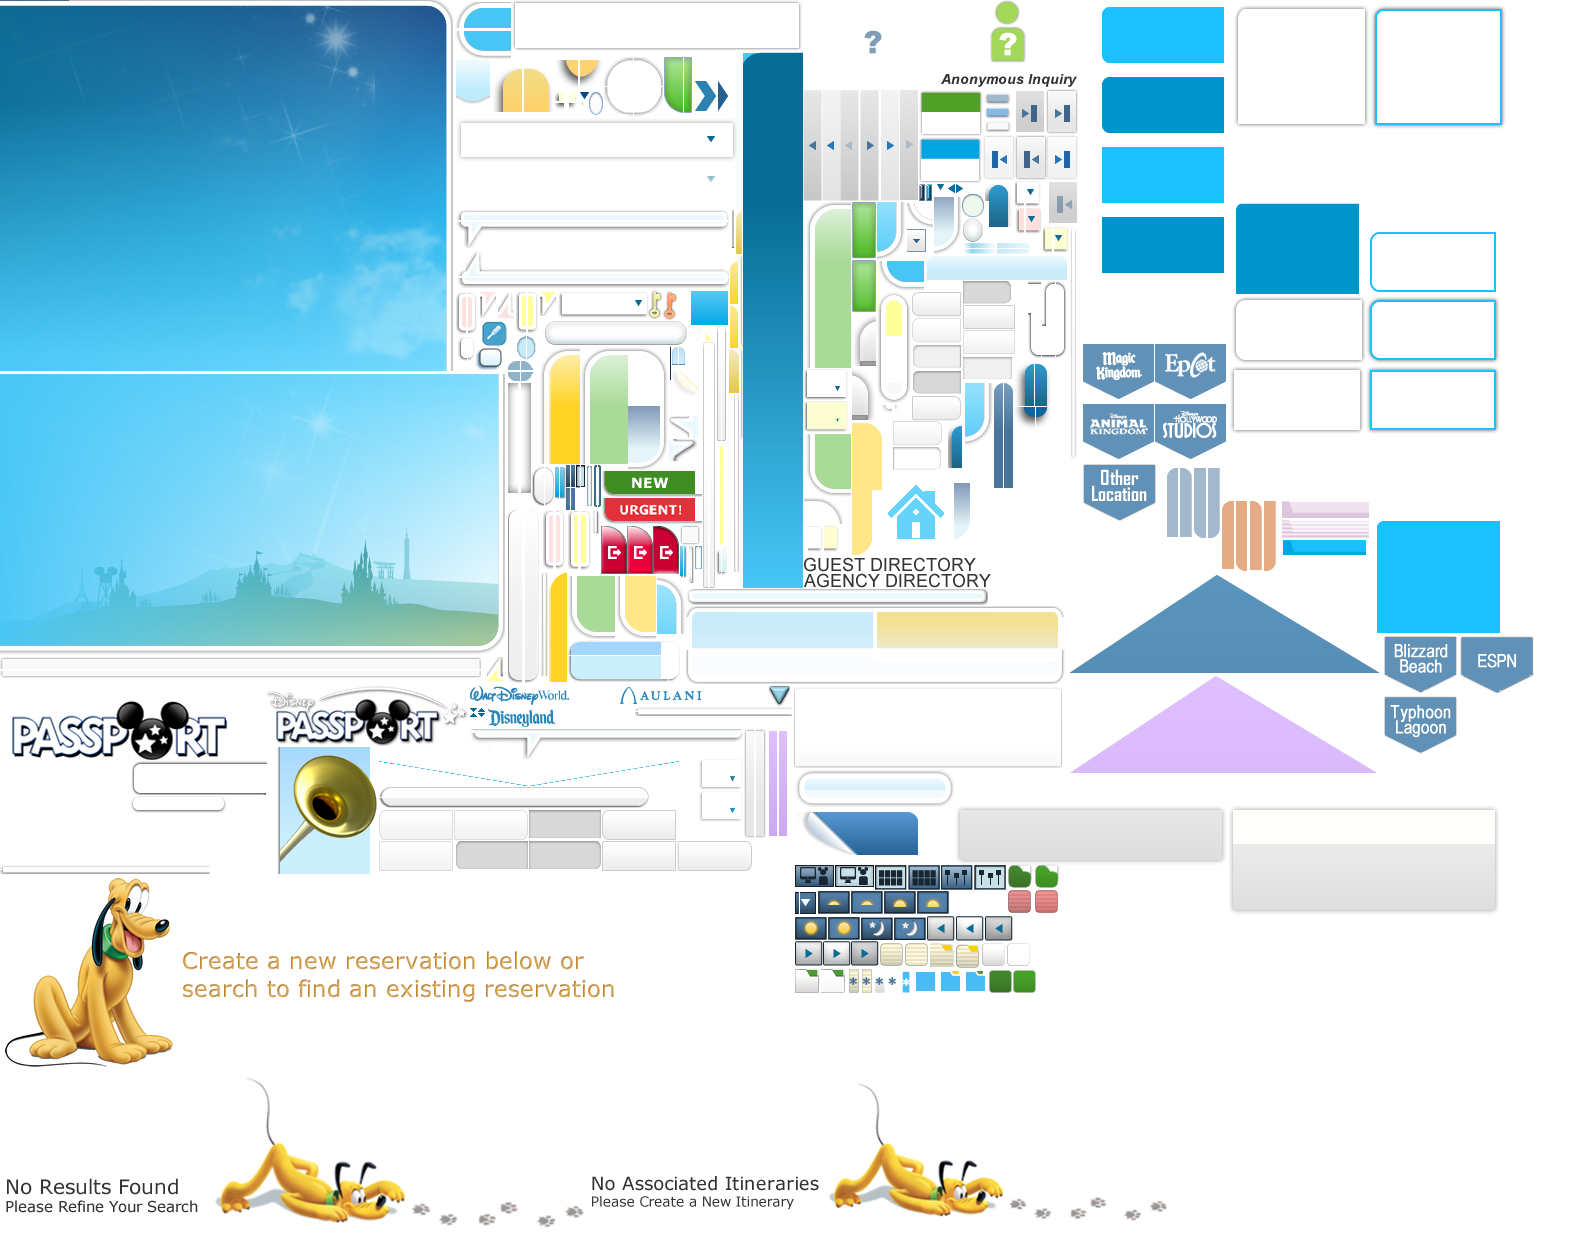 ?
?
Anonymous Inquiry
Magic
Kingdom
Epcot
Disney's
ANIMAL
KINGDOM
Disney's
HOLLYWOOD
STUDIOS
Other
Location
NEW
URGENT!
GUEST DIRECTORY
AGENCY DIRECTORY
Blizzard
Beach
ESPN
Typhoon
Lagoon
PASSPORT
DISNEY
PASSPORT
WALT DISNEY World.
AULANI
Disneyland
Create a new reservation below or
search to find an existing reservation
No Results Found
Please Refine Your Search
No Associated Itineraries
Please Create a New Itinerary